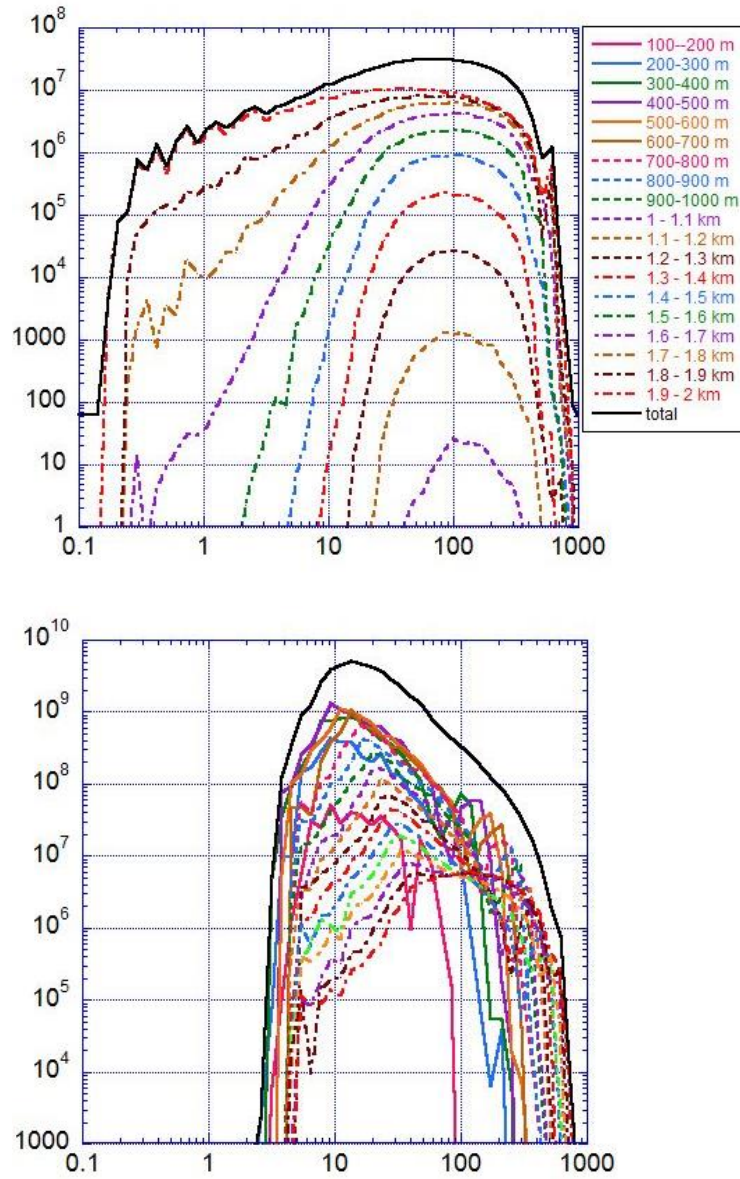 10^8
10^7
10^6
10^5
10^4
1000
100
10
1
0.1 1 10 100 1000
100--200 m
200-300 m
300-400 m
400-500 m
500-600 m
600-700 m
700-800 m
800-900 m
900-1000 m
1 - 1.1 km
1.1 - 1.2 km
1.2 - 1.3 km
1.3 - 1.4 km
1.4 - 1.5 km
1.5 - 1.6 km
1.6 - 1.7 km
1.7 - 1.8 km
1.8 - 1.9 km
1.9 - 2 km
total
10^10
10^9
10^8
10^7
10^6
10^5
10^4
1000
0.1 1 10 100 1000